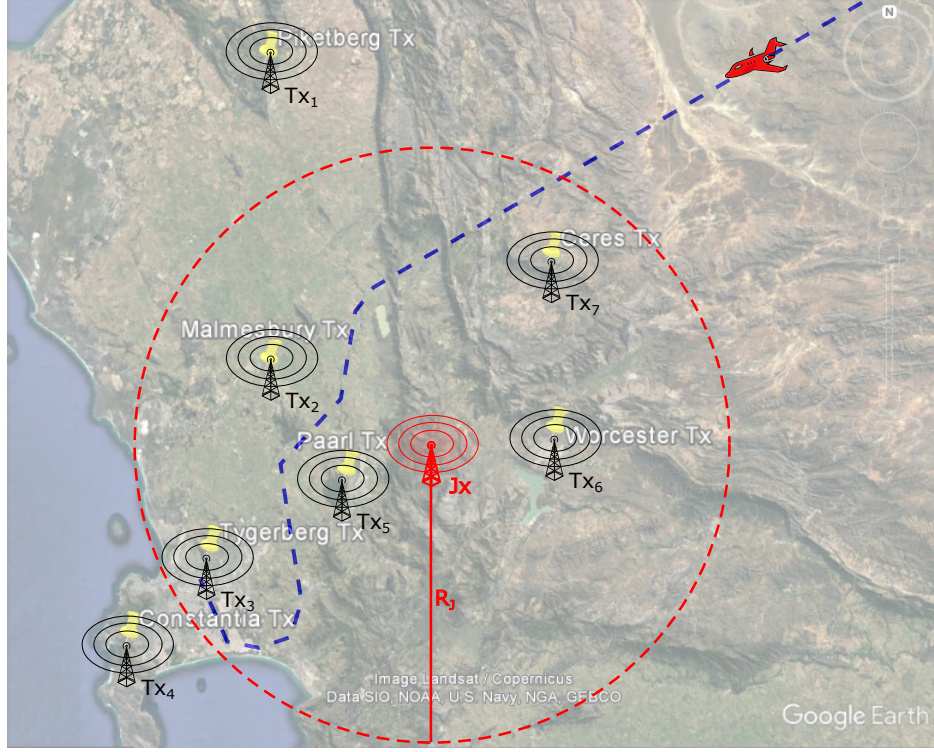 Piketberg Tx
Tx1
N
Ceres Tx
Tx7
Malmesbury Tx
Tx2
Paarl Tx
Tx5
Jx
Worcester Tx
Tx6
Tygerberg Tx
Tx3
RJ
Constantia Tx
Tx4
Image Landsat / Copernicus
Data SIO, NOAA, U.S. Navy, NGA, GEBCO
Google Earth